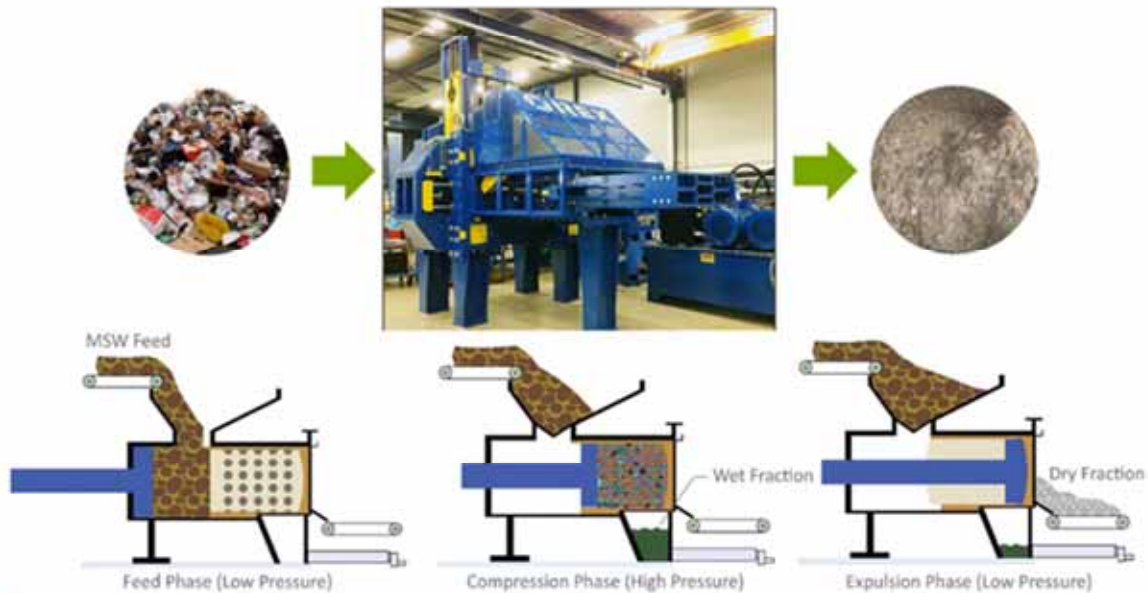 MSW Feed
Wet Fraction
Dry Fraction
Feed Phase (Low Pressure)
Compression Phase (High Pressure)
Expulsion Phase (Low Pressure)